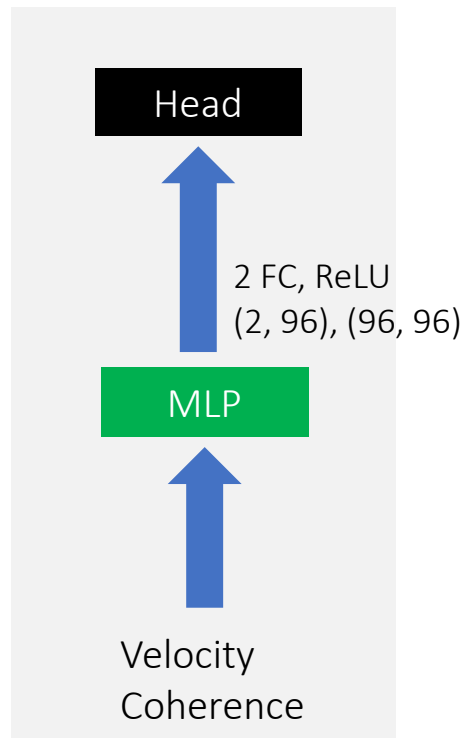 Head
2 FC, ReLU
(2, 96), (96, 96)
MLP
Velocity
Coherence